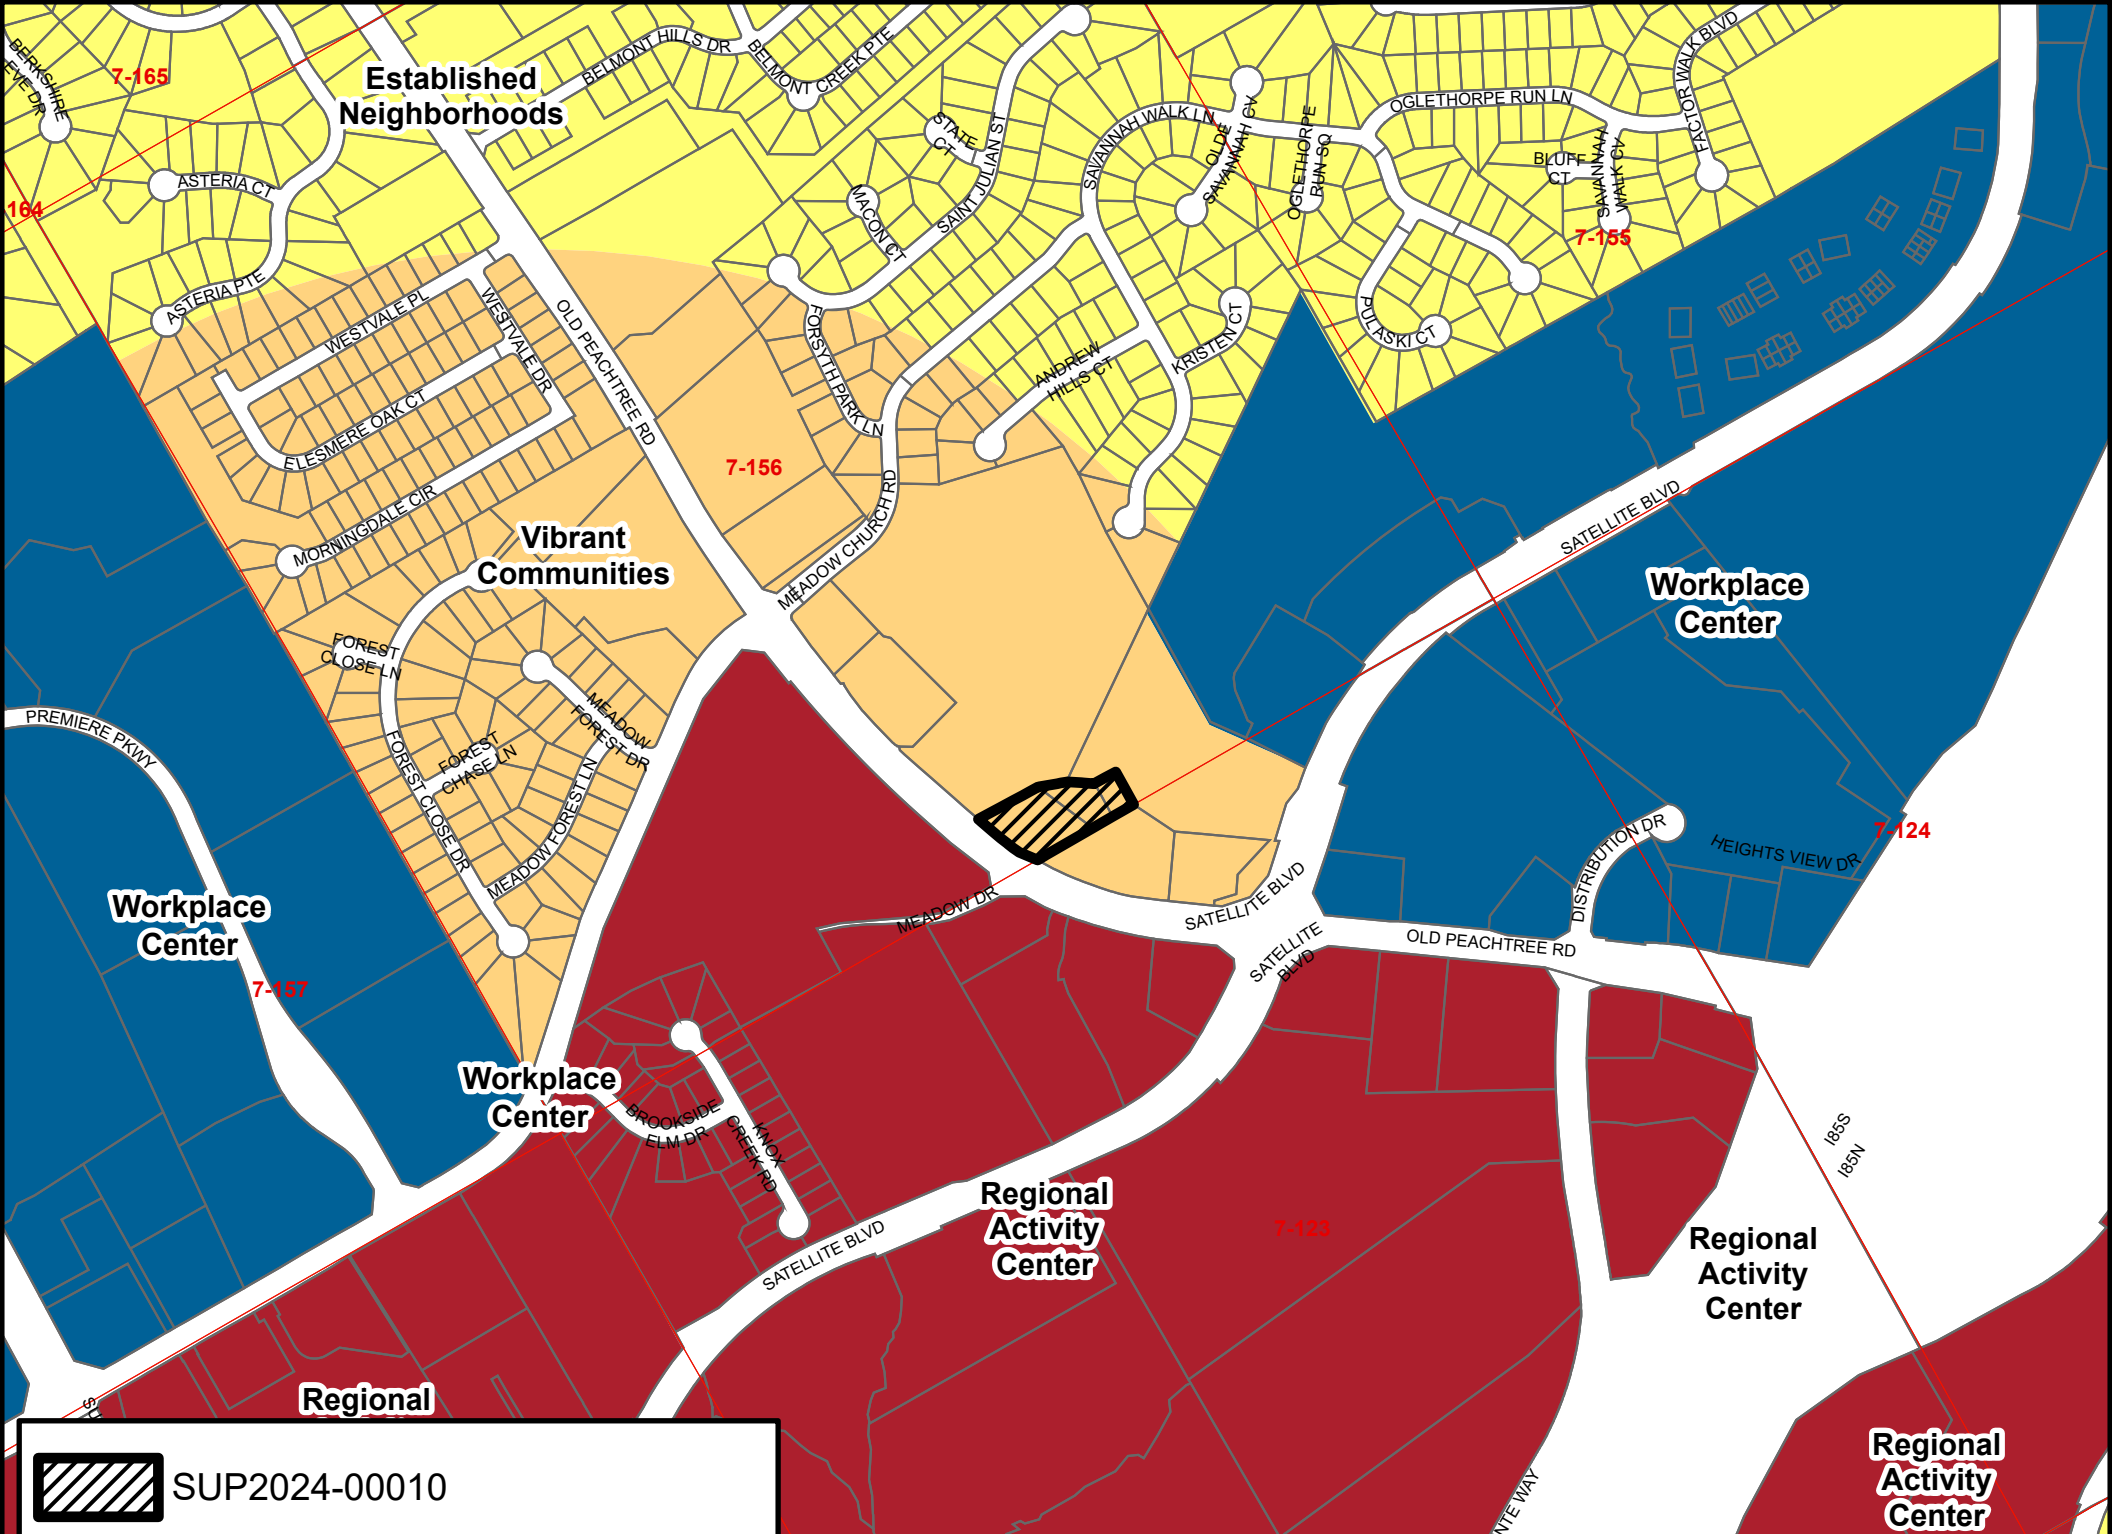 BERKSHIRE
EVE DR
7-165
Established
Neighborhoods
BELMONT HILLS DR
BELMONT CREEK PTE
STATE
CT
SAINT JULIAN ST
MACON CT
SAVANNAH WALK LN
OLDE
SAVANNAH CV
OGLETHORPE
RUN SQ
OGLETHORPE RUN LN
FACTOR WALK BLVD
BLUFF
CT
SAVANNAH
WALK CV
7-155
164
ASTERIA CT
ASTERIA PTE
WESTVALE PL
WESTVALE DR
OLD PEACHTREE RD
ELESMERE OAK CT
MORNINGDALE CIR
FORSYTH PARK LN
ANDREW
HILLS CT
KRISTEN CT
PULASKI CT
7-156
MEADOW CHURCH RD
Vibrant
Communities
SATELLITE BLVD
Workplace
Center
FOREST
CLOSE LN
MEADOW
FOREST DR
FOREST
CHASE LN
FOREST CLOSE DR
MEADOW FOREST LN
PREMIERE PKWY
DISTRIBUTION DR
HEIGHTS VIEW DR
7-124
Workplace
Center
7-157
MEADOW DR
SATELLITE BLVD
SATELLITE
BLVD
OLD PEACHTREE RD
Workplace
Center
BROOKSIDE
ELM DR
KNOX
CREEK RD
I85S
I85N
Regional
Activity
Center
7-123
SATELLITE BLVD
Regional
Activity
Center
Regional
Regional
Activity
Center
NTE WAY
SUP2024-00010